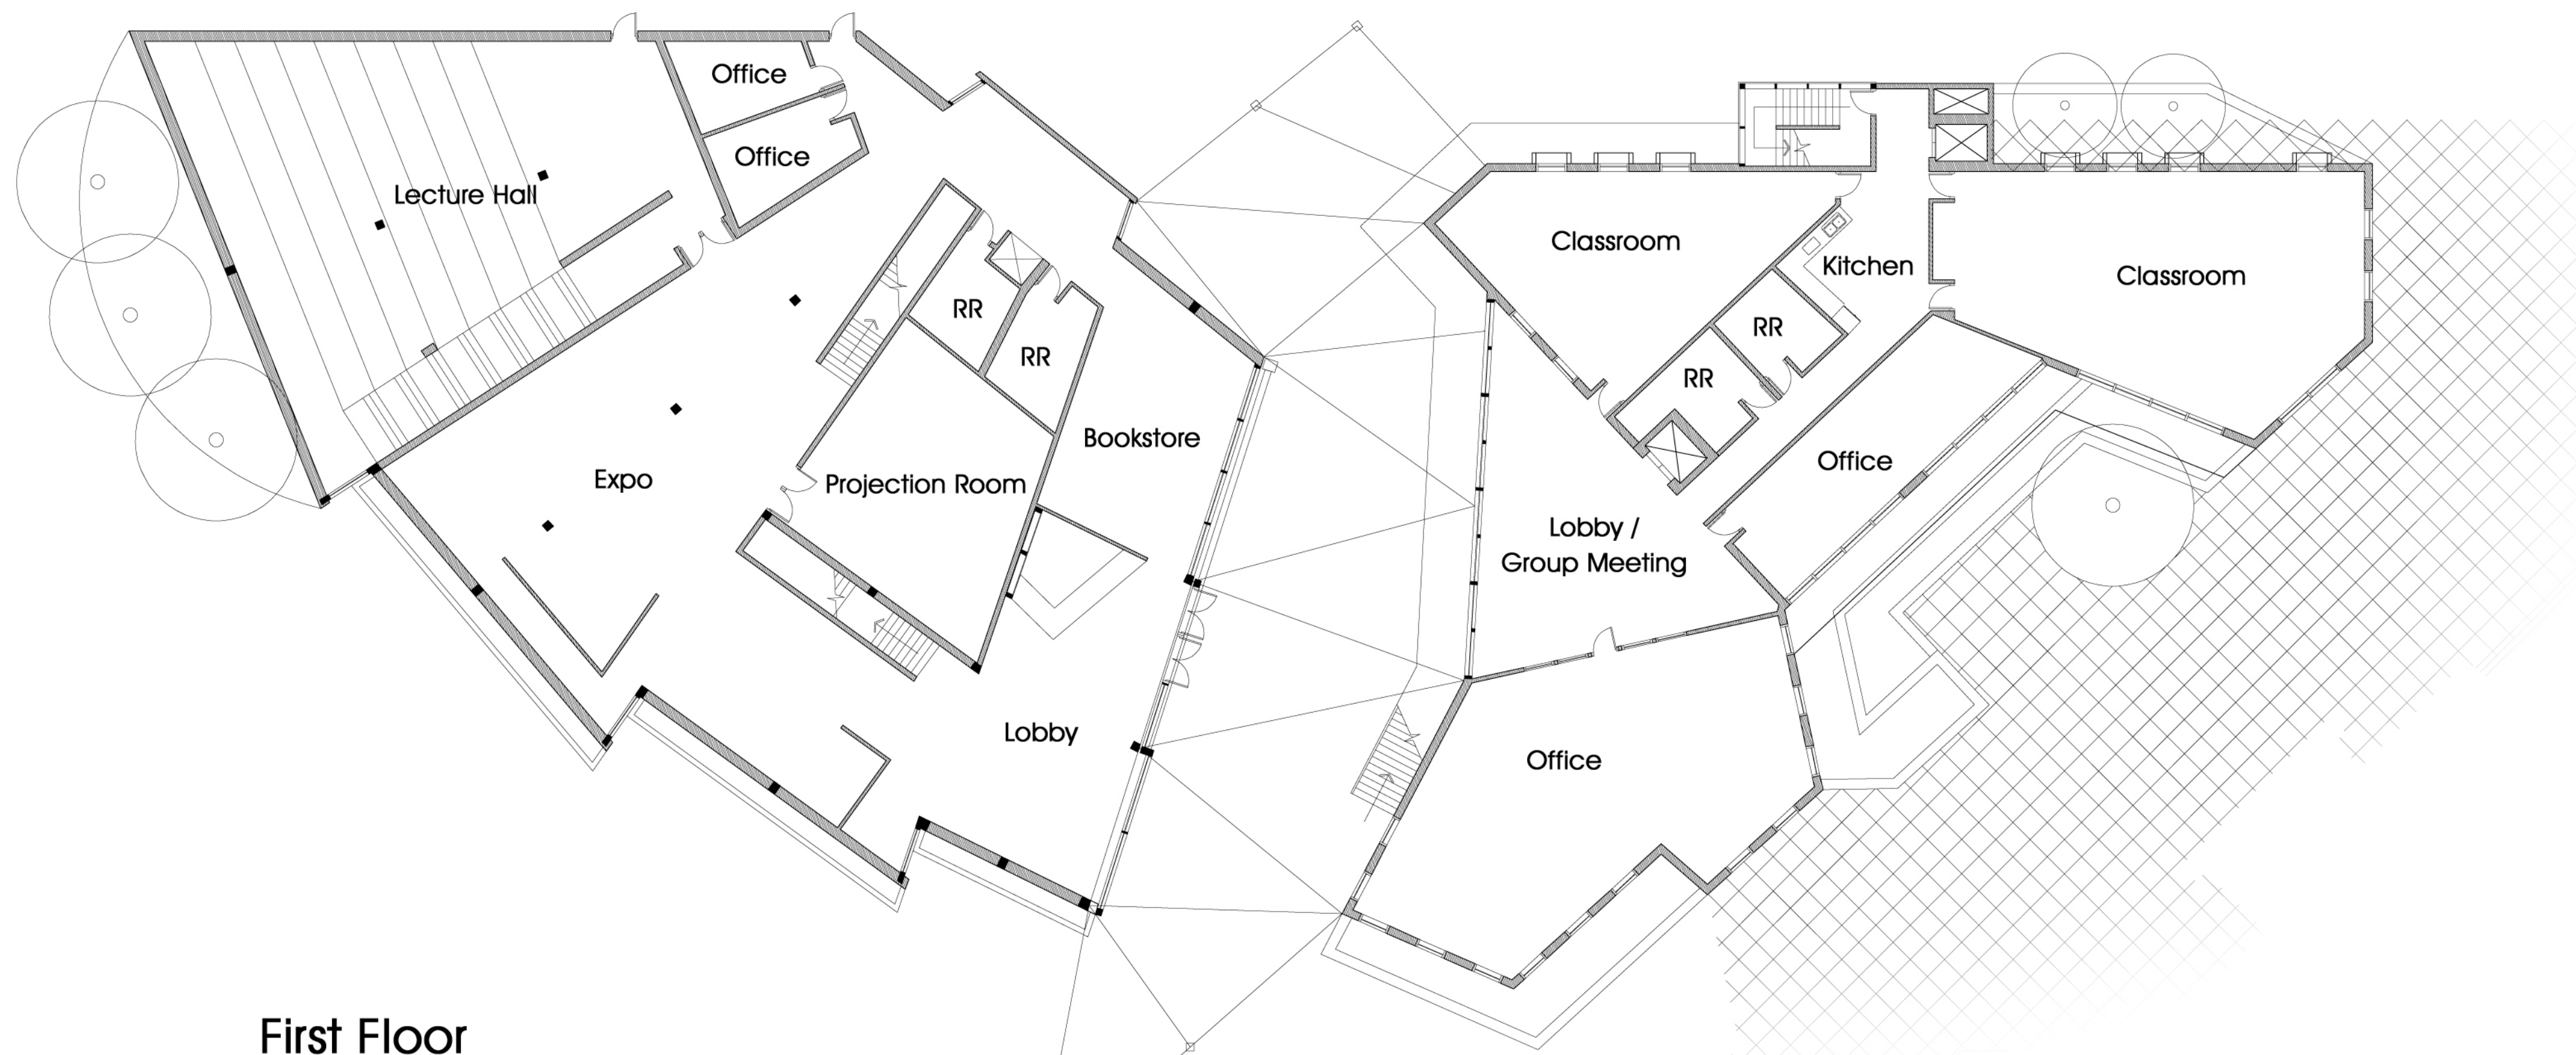 Office
Office
Lecture Hall
RR
RR
Bookstore
Expo
Projection Room
Lobby
Classroom
Kitchen
Classroom
RR
RR
Office
Lobby /
Group Meeting
Office
First Floor